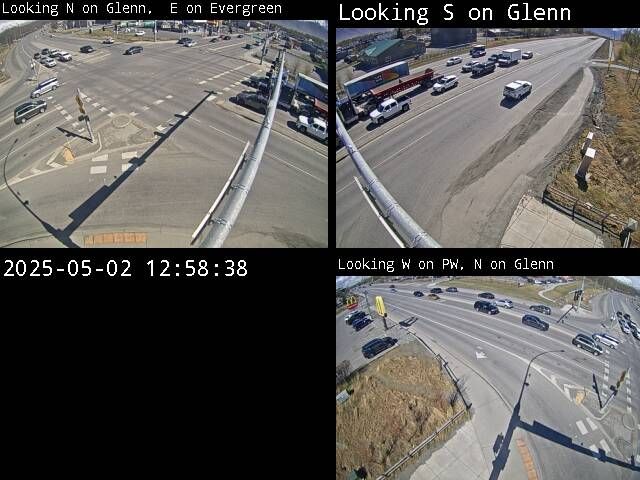 Looking N on Glenn,  E on Evergreen
Looking S on Glenn
2025-05-02 12:58:38
Looking W on PW, N on Glenn